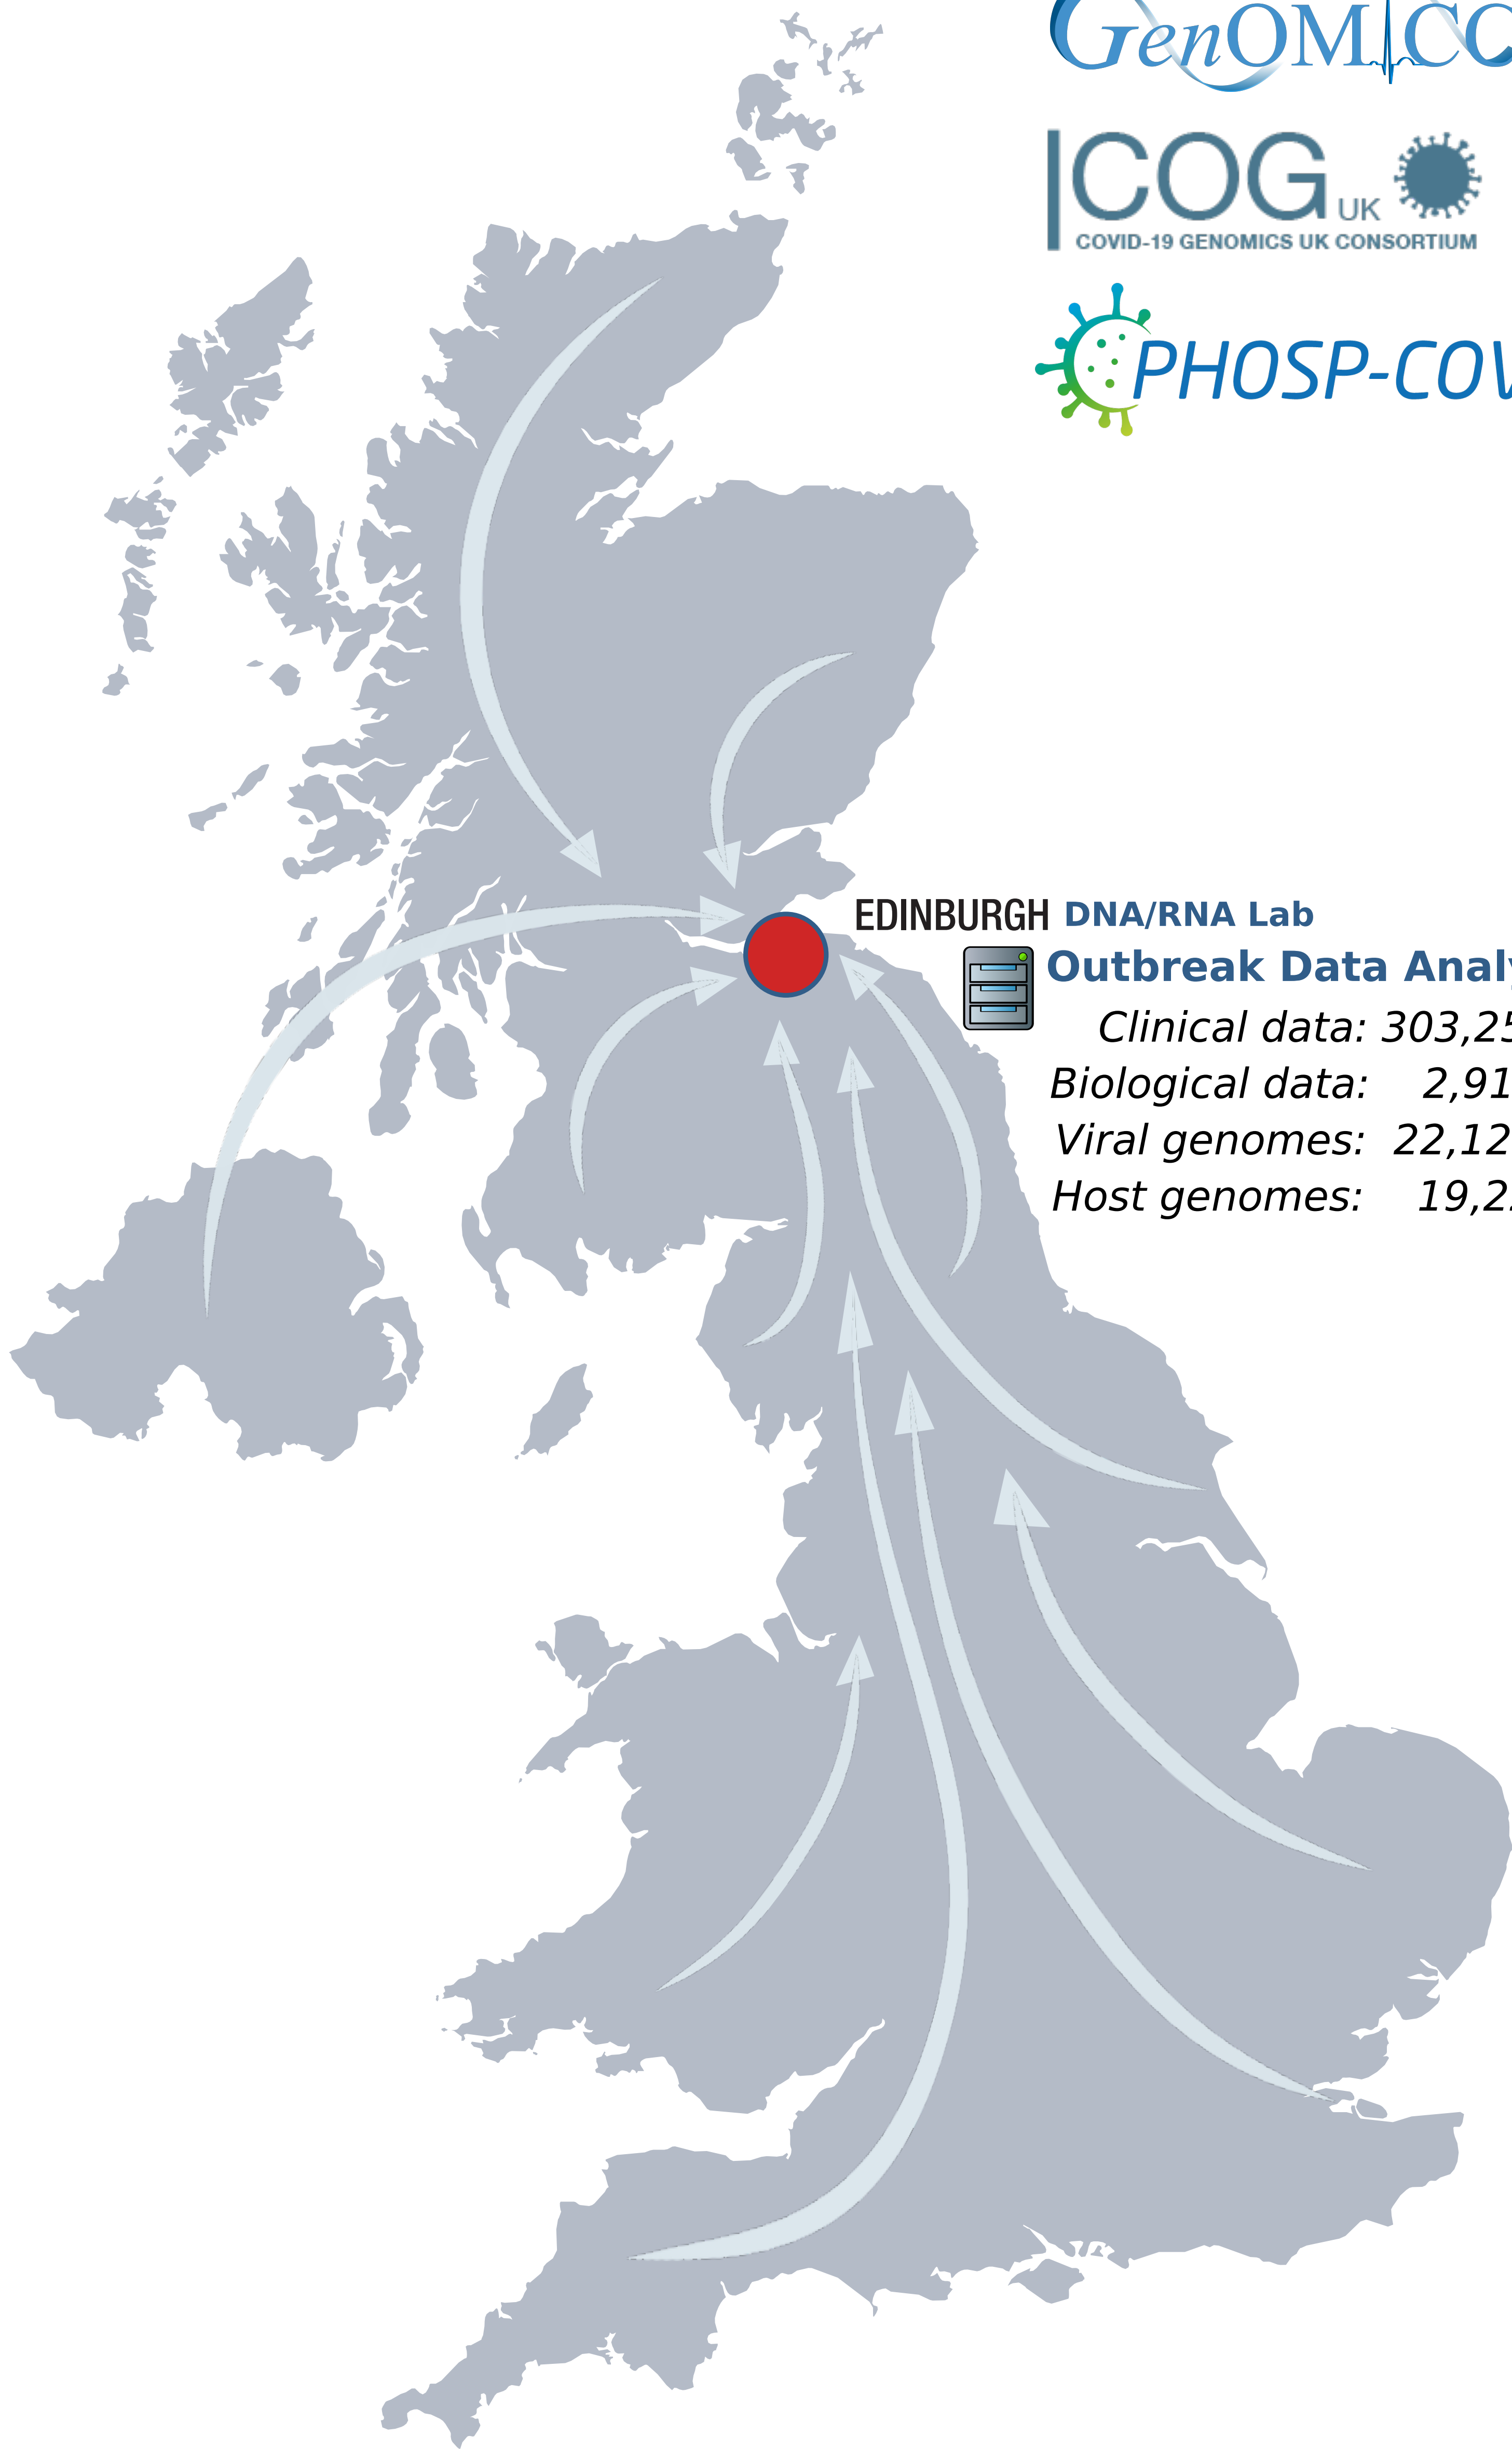 GenOMICC
COG UK
COVID-19 GENOMICS UK CONSORTIUM
PHOSP-COV
EDINBURGH DNA/RNA Lab
Outbreak Data Analy
Clinical data: 303,25
Biological data: 2,91
Viral genomes: 22,12
Host genomes: 19,2